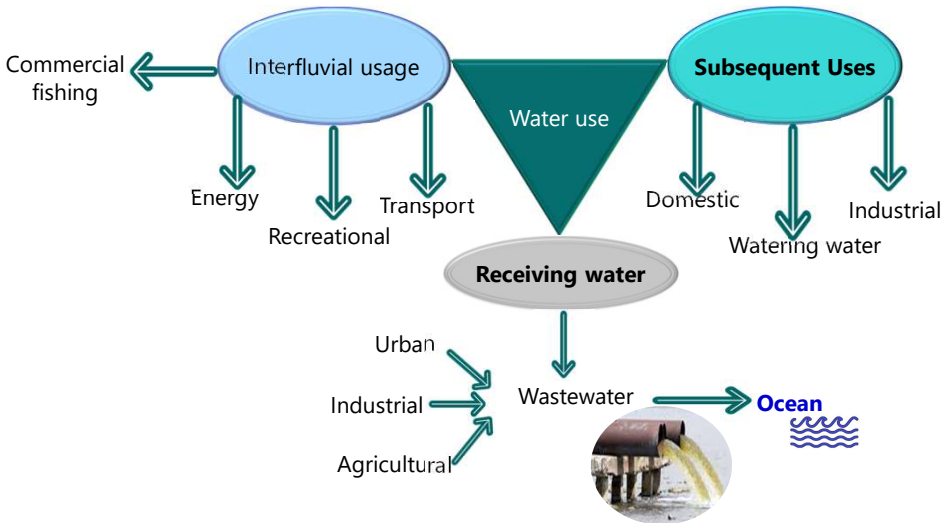 Commercial
fishing
Interfluvial usage
Water use
Subsequent Uses
Energy
Recreational
Transport
Domestic
Watering water
Industrial
Receiving water
Urban
Industrial
Agricultural
Wastewater
Ocean